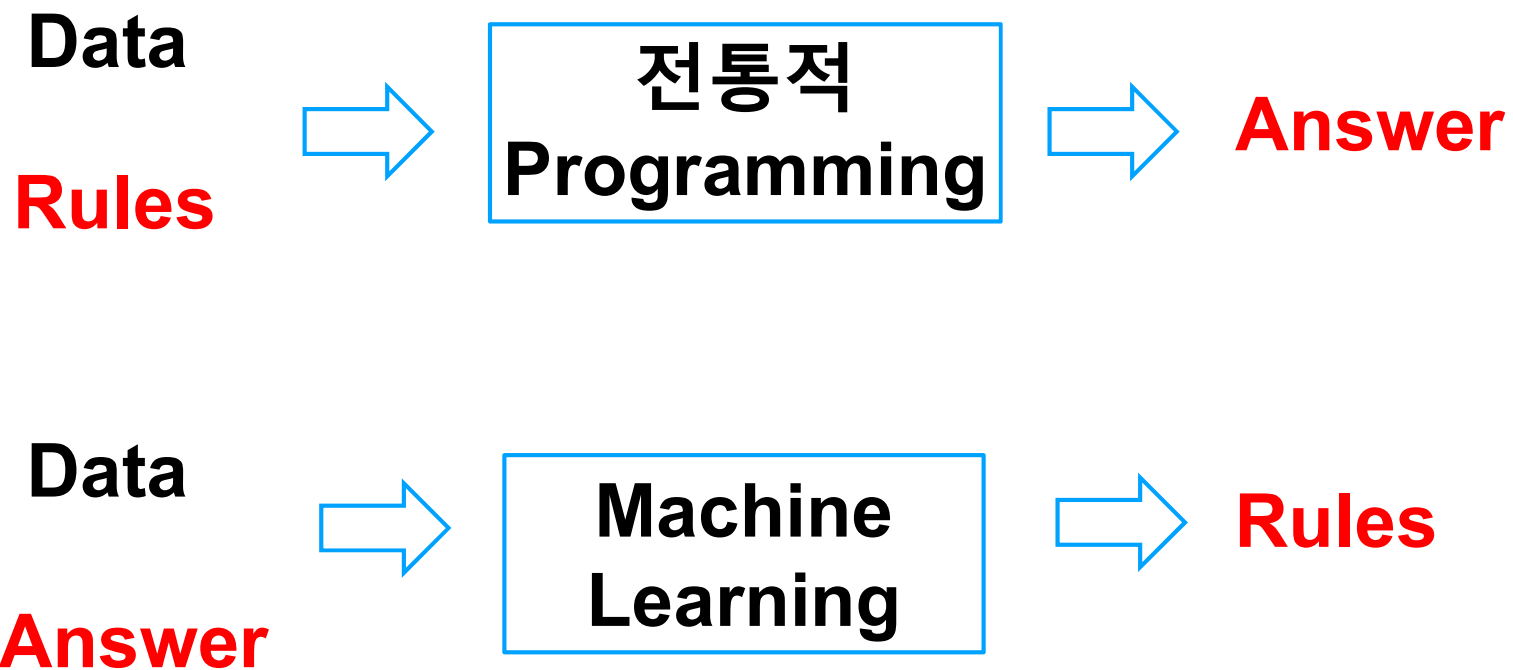 Data
Rules
전통적
Programming
Answer
Data
Answer
Machine
Learning
Rules